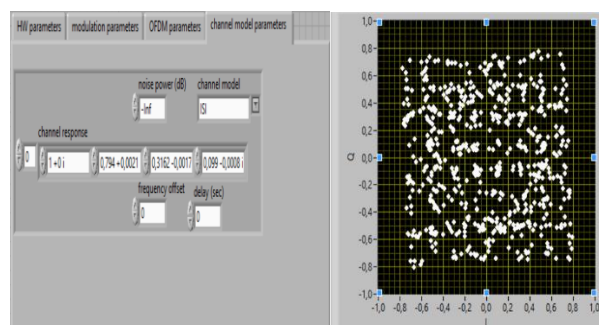 HW parameters modulation parameters OFDM parameters channel model parameters
noise power (dB) channel model
-Inf ISI
channel response
0 1 +0 i 0,794 +0,0021 0,3162 -0,0017 0,099 -0,0008 i
frequency offset delay (sec)
0 0
1,0-
0,8-
0,6-
0,4-
0,2-
Q 0,0-
-0,2-
-0,4-
-0,6-
-0,8-
-1,0-
-1,0 -0,8 -0,6 -0,4 -0,2 0,0 0,2 0,4 0,6 0,8 1,0
I